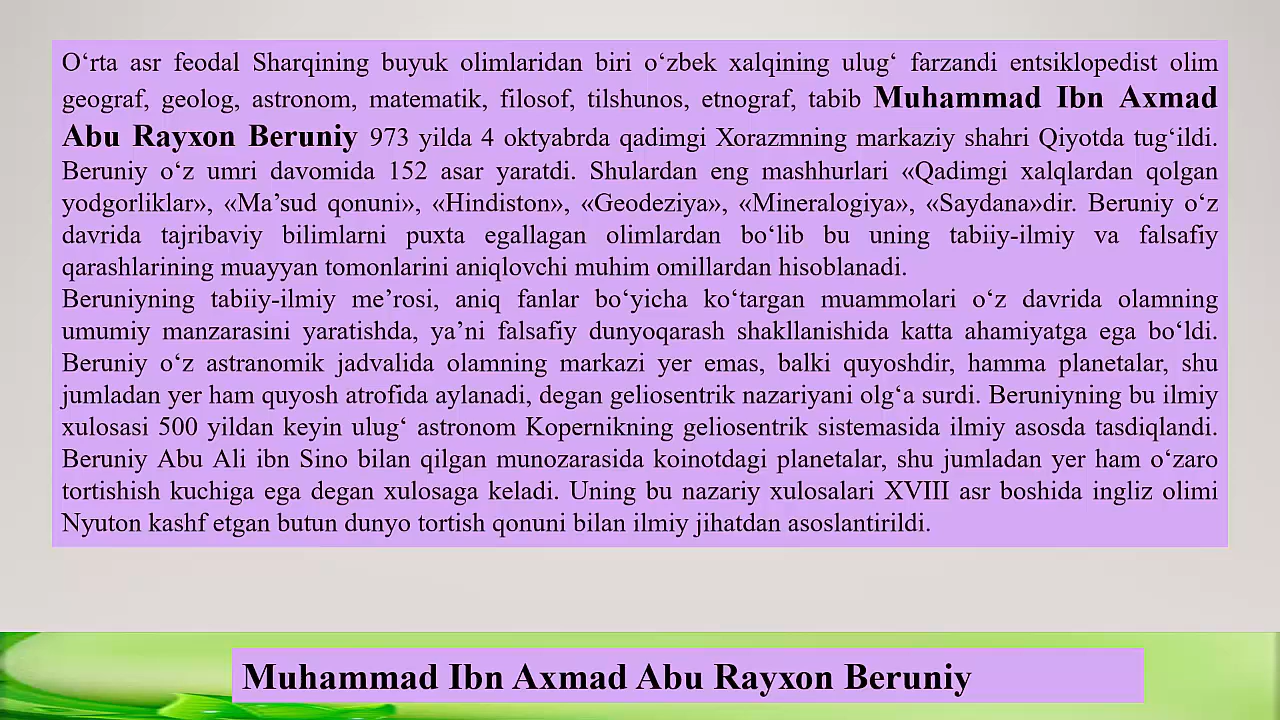 O‘rta asr feodal Sharqining buyuk olimlaridan biri o‘zbek xalqining ulug‘ farzandi entsiklopedist olim
geograf, geolog, astronom, matematik, filosof, tilshunos, etnograf, tabib Muhammad Ibn Axmad
Abu Rayxon Beruniy 973 yilda 4 oktyabrda qadimgi Xorazmning markaziy shahri Qiyotda tug‘ildi.
Beruniy o‘z umri davomida 152 asar yaratdi. Shulardan eng mashhurlari «Qadimgi xalqlardan qolgan
yodgorliklar», «Ma’sud qonuni», «Hindiston», «Geodeziya», «Mineralogiya», «Saydana»dir. Beruniy o‘z
davrida tajribaviy bilimlarni puxta egallagan olimlardan bo‘lib bu uning tabiiy-ilmiy va falsafiy
qarashlarining muayyan tomonlarini aniqlovchi muhim omillardan hisoblanadi.
Beruniyning tabiiy-ilmiy me’rosi, aniq fanlar bo‘yicha ko‘targan muammolari o‘z davrida olamning
umumiy manzarasini yaratishda, ya’ni falsafiy dunyoqarash shakllanishida katta ahamiyatga ega bo‘ldi.
Beruniy o‘z astranomik jadvalida olamning markazi yer emas, balki quyoshdir, hamma planetalar, shu
jumladan yer ham quyosh atrofida aylanadi, degan geliosentrik nazariyani olg‘a surdi. Beruniyning bu ilmiy
xulosasi 500 yildan keyin ulug‘ astronom Kopernikning geliosentrik sistemasida ilmiy asosda tasdiqlandi.
Beruniy Abu Ali ibn Sino bilan qilgan munozarasida koinotdagi planetalar, shu jumladan yer ham o‘zaro
tortishish kuchiga ega degan xulosaga keladi. Uning bu nazariy xulosalari XVIII asr boshida ingliz olimi
Nyuton kashf etgan butun dunyo tortish qonuni bilan ilmiy jihatdan asoslantirildi.
Muhammad Ibn Axmad Abu Rayxon Beruniy